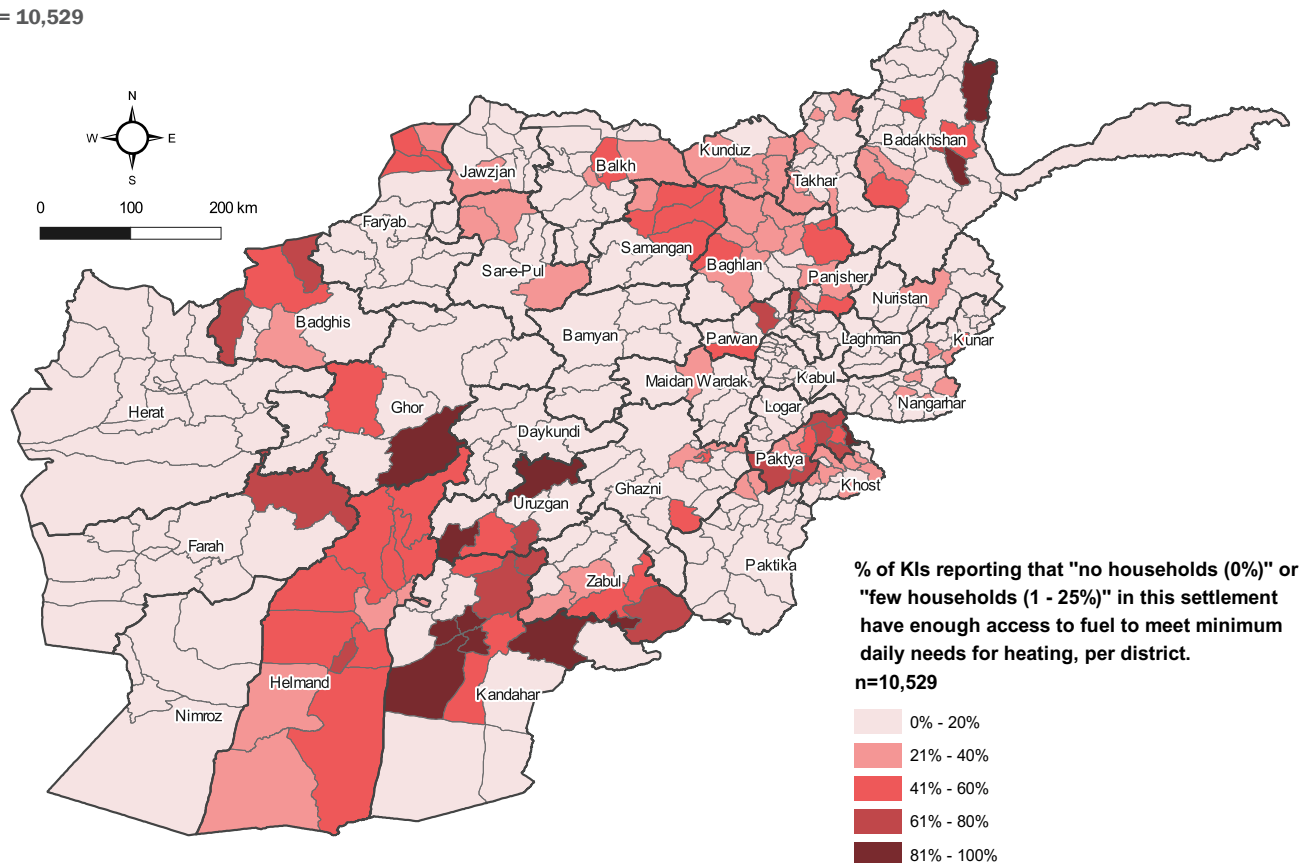 = 10,529
N
W E
S
0 100 200 km
Badakhshan
Kunduz
Balkh
Jawzjan
Takhar
Faryab
Samangan
Baghlan
Sar-e-Pul
Panjsher
Nuristan
Badghis
Bamyan
Parwan
Laghman
Kunar
Kabul
Maidan Wardak
Herat
Ghor
Logar
Nangarhar
Daykundi
Paktya
Khost
Ghazni
Uruzgan
Farah
Zabul
Paktika
Helmand
Kandahar
Nimroz
% of KIs reporting that "no households (0%)" or
"few households (1 - 25%)" in this settlement
have enough access to fuel to meet minimum
daily needs for heating, per district.
n=10,529
0% - 20%
21% - 40%
41% - 60%
61% - 80%
81% - 100%